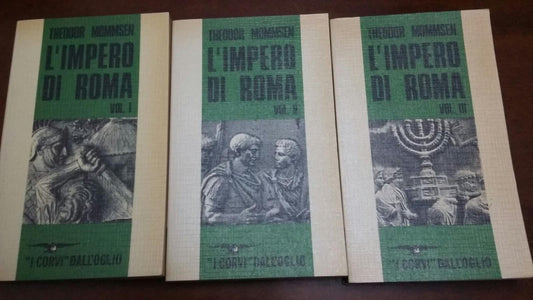 THEODOR MOMMSEN
L'IMPERO
DI ROMA
VOL. I
"I CORVI" DALL'OGLIO
THEODOR MOMMSEN
L'IMPERO
DI ROMA
VOL. II
"I CORVI" DALL'OGLIO
THEODOR MOMMSEN
L'IMPERO
DI ROMA
VOL. III
"I CORVI" DALL'OGLIO